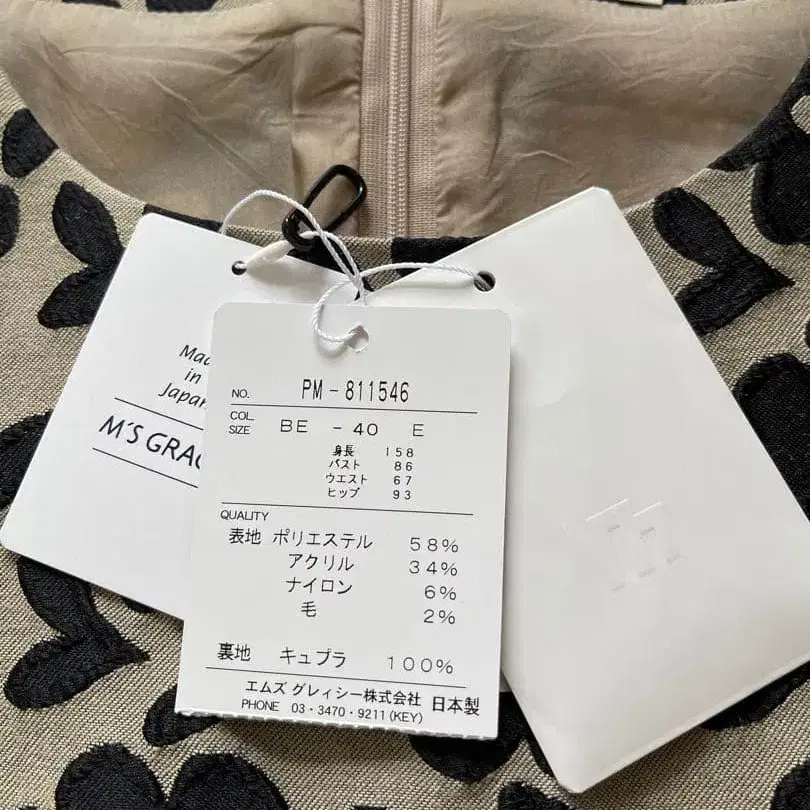 Made
in
Japan
M'S GRAC
NO. PM-811546
COL.
SIZE BE - 40 E
身長 158
バスト 86
ウエスト 67
ヒップ 93
QUALITY
表地 ポリエステル 58%
アクリル 34%
ナイロン 6%
毛 2%
裏地 キュプラ 100%
エムズ グレィシー株式会社 日本製
PHONE 03・3470・9211(KEY)